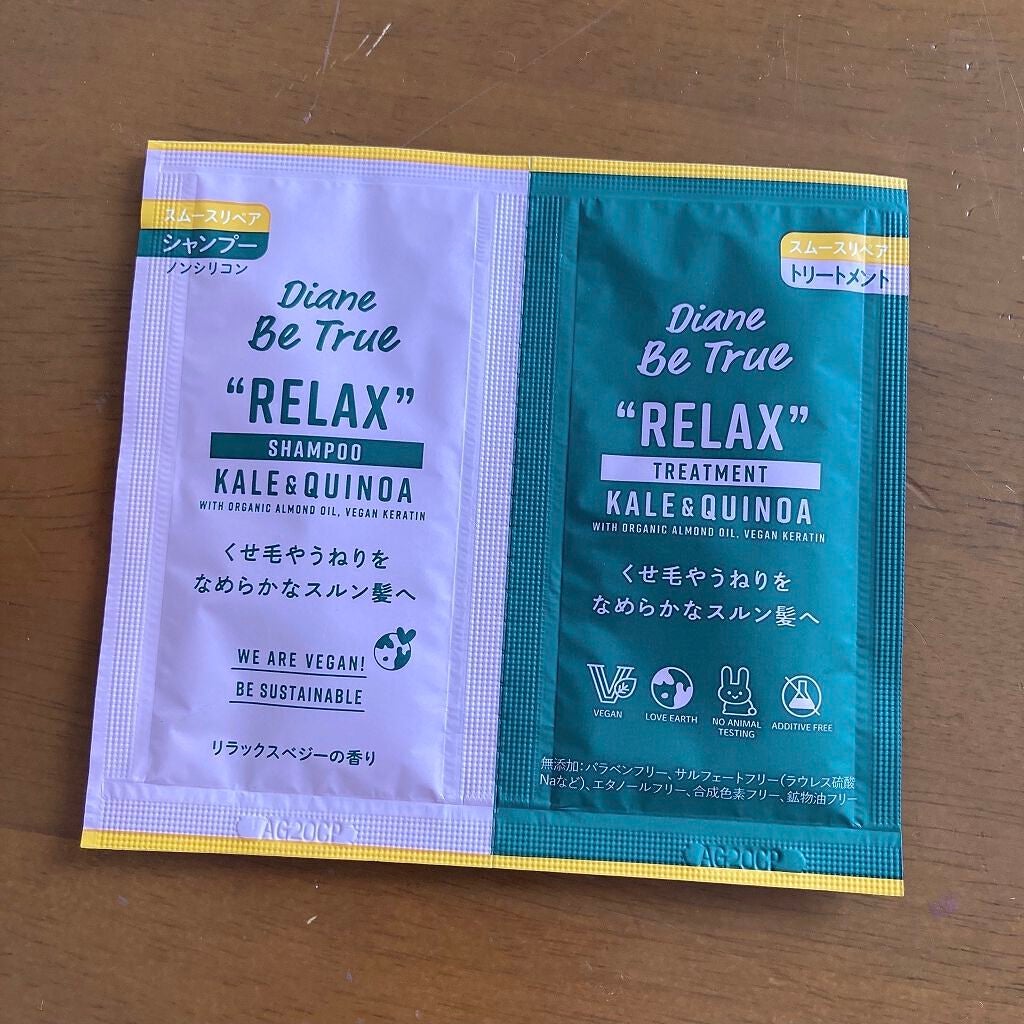 スムースリペア
シャンプー
ノンシリコン
Diane
Be True
“RELAX”
SHAMPOO
KALE&QUINOA
WITH ORGANIC ALMOND OIL, VEGAN KERATIN
くせ毛やうねりを
なめらかなスルン髪へ
WE ARE VEGAN!
BE SUSTAINABLE
リラックスベジーの香り
AG20GP
スムースリペア
トリートメント
Diane
Be True
“RELAX”
TREATMENT
KALE&QUINOA
WITH ORGANIC ALMOND OIL, VEGAN KERATIN
くせ毛やうねりを
なめらかなスルン髪へ
VEGAN
LOVE EARTH
NO ANIMAL
TESTING
ADDITIVE FREE
無添加：パラベンフリー、サルフェートフリー（ラウレス硫酸
Naなど）、エタノールフリー、合成色素フリー、鉱物油フリー
AG20GP